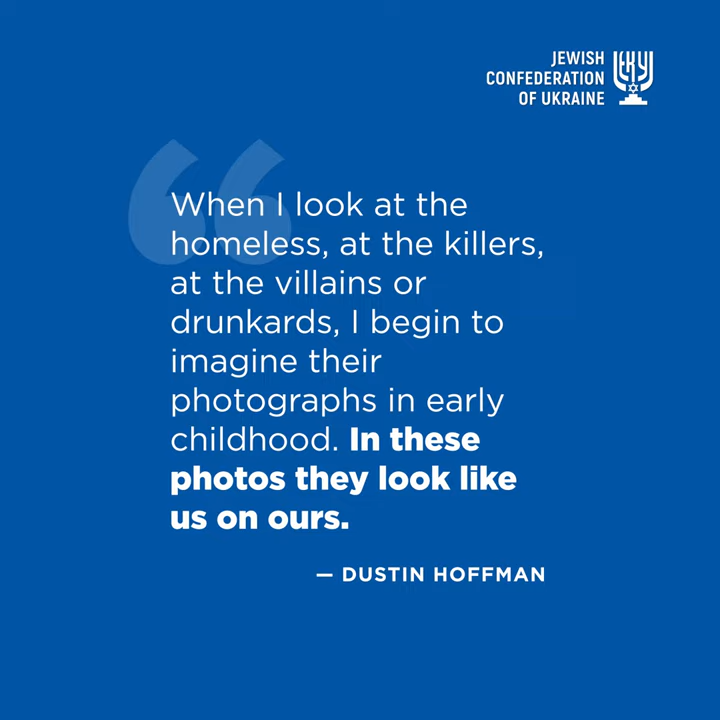 JEWISH
CONFEDERATION
OF UKRAINE
When I look at the
homeless, at the killers,
at the villains or
drunkards, I begin to
imagine their
photographs in early
childhood. In these
photos they look like
us on ours.
— DUSTIN HOFFMAN